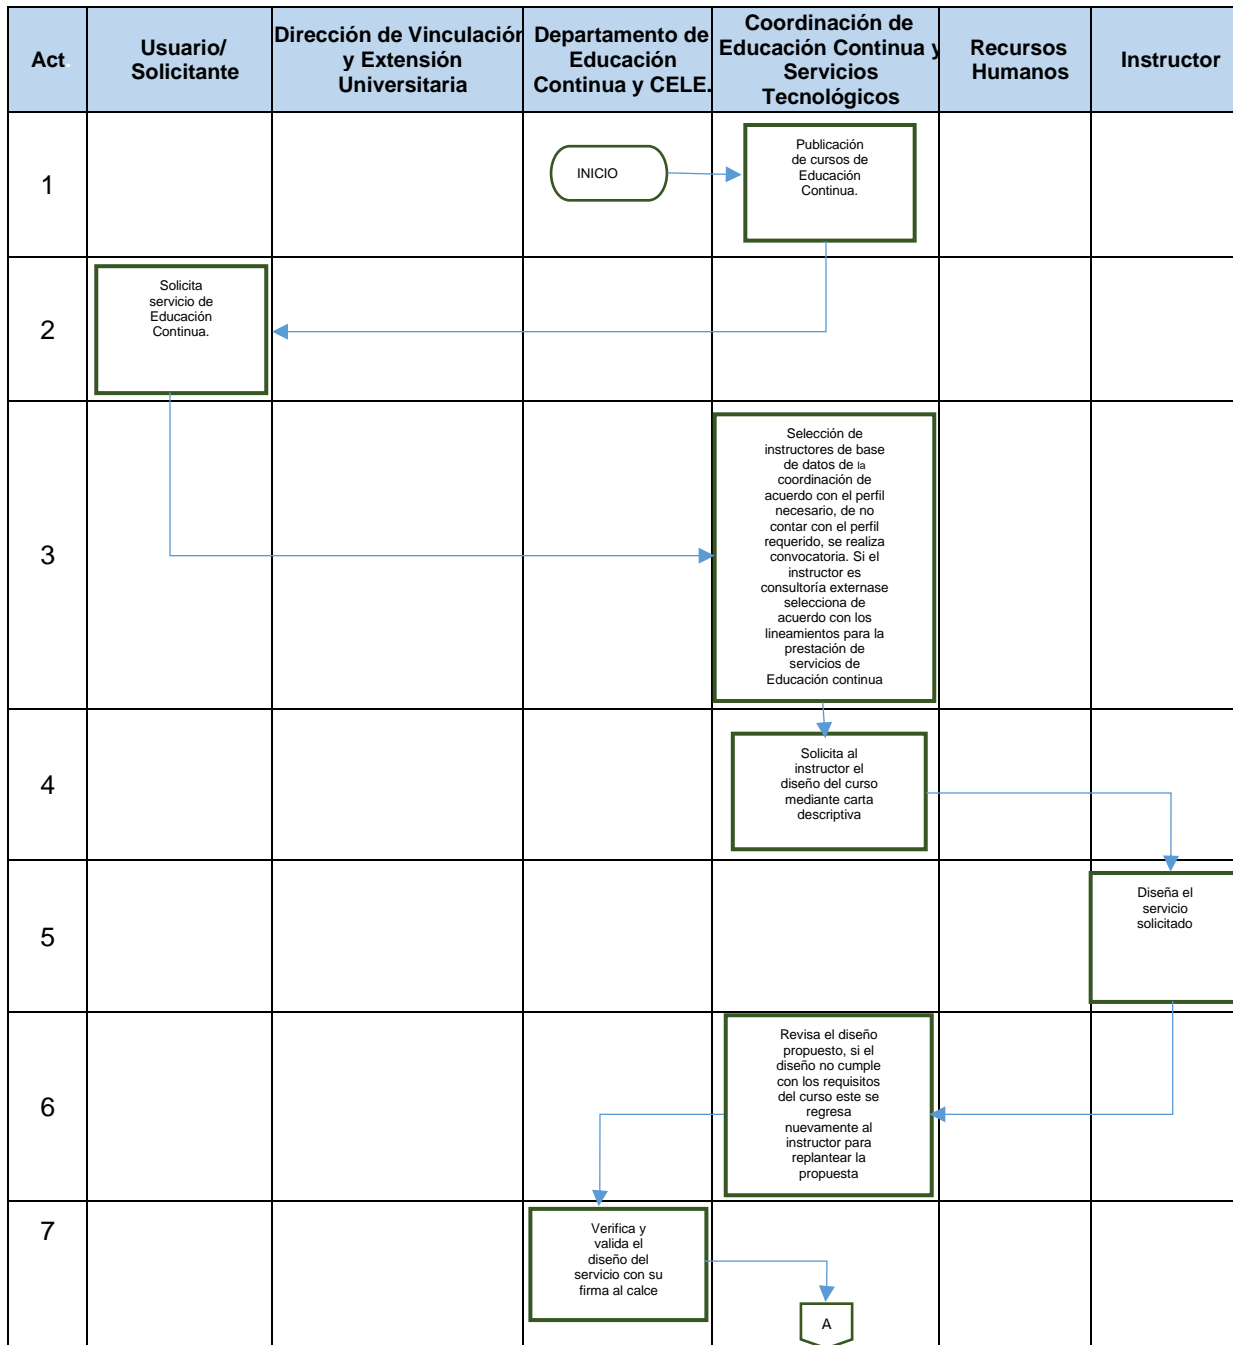 Act.
Usuario/
Solicitante
Dirección de Vinculación
y Extensión
Universitaria
Departamento de
Educación
Continua y CELE.
Coordinación de
Educación Continua y
Servicios
Tecnológicos
Recursos
Humanos
Instructor
1
INICIO
Publicación
de cursos de
Educación
Continua.
2
Solicita
servicio de
Educación
Continua.
3
Selección de
instructores de base
de datos de la
coordinación de
acuerdo con el perfil
necesario, de no
contar con el perfil
requerido, se realiza
convocatoria. Si el
instructor es
consultoría externase
selecciona de
acuerdo con los
lineamientos para la
prestación de
servicios de
Educación continua
4
Solicita al
instructor el
diseño del curso
mediante carta
descriptiva
5
Diseña el
servicio
solicitado
6
Revisa el diseño
propuesto, si el
diseño no cumple
con los requisitos
del curso este se
regresa
nuevamente al
instructor para
replantear la
propuesta
7
Verifica y
valida el
diseño del
servicio con su
firma al calce
A